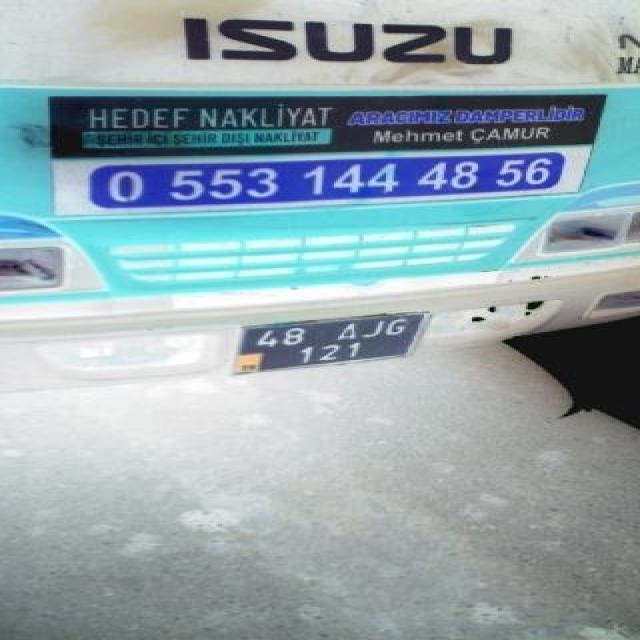 ISUZU
HEDEF NAKLİYAT
ŞEHİR İÇİ ŞEHİR DIŞI NAKLİYAT
ARACIMIZ DAMPERLİDİR
Mehmet ÇAMUR
0 553 144 48 56
48 AJG
121
TR